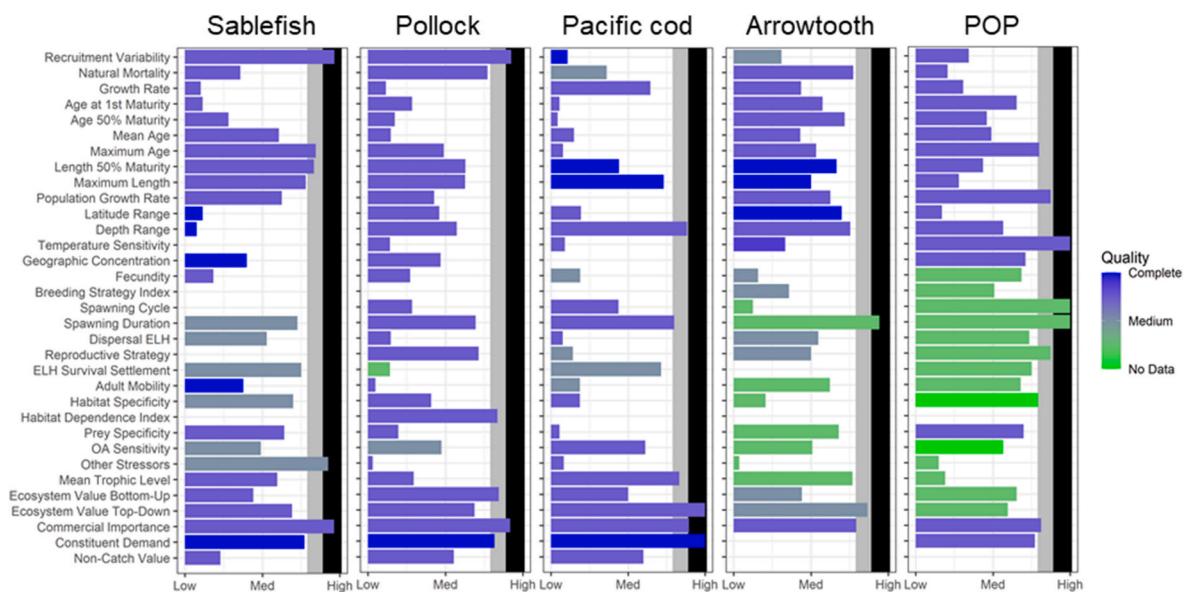 Sablefish Pollock Pacific cod Arrowtooth POP
Recruitment Variability
Natural Mortality
Growth Rate
Age at 1st Maturity
Age 50% Maturity
Mean Age
Maximum Age
Length 50% Maturity
Maximum Length
Population Growth Rate
Latitude Range
Depth Range
Temperature Sensitivity
Geographic Concentration
Fecundity
Breeding Strategy Index
Spawning Cycle
Spawning Duration
Dispersal ELH
Reproductive Strategy
ELH Survival Settlement
Adult Mobility
Habitat Specificity
Habitat Dependence Index
Prey Specificity
OA Sensitivity
Other Stressors
Mean Trophic Level
Ecosystem Value Bottom-Up
Ecosystem Value Top-Down
Commercial Importance
Constituent Demand
Non-Catch Value
Low Med High Low Med High Low Med High Low Med High Low Med High
Quality
Complete
Medium
No Data